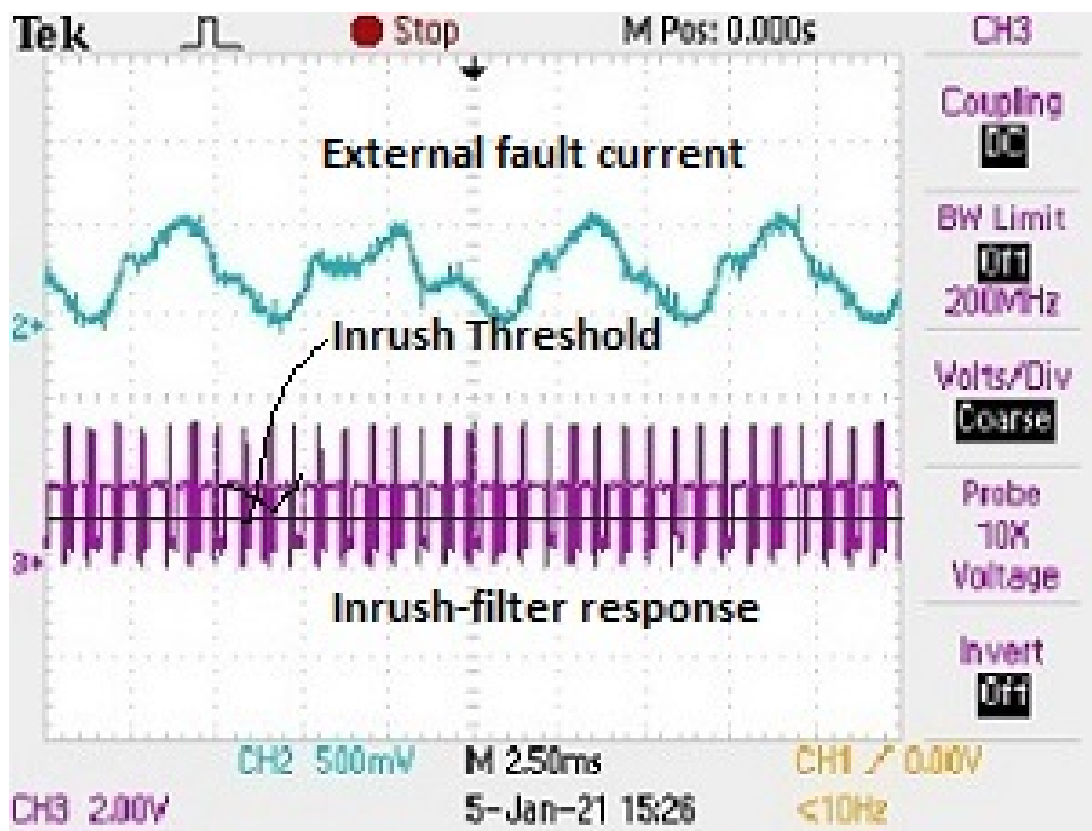 Tek Stop M Pos: 0.000s CH3
Coupling
DC
External fault current
BW Limit
Off
200MHz
2
Inrush Threshold
Volts/Div
Coarse
Probe
10X
Voltage
3
Inrush-filter response
Invert
Off
CH2 500mV M 2.50ms CH1 / 0.00V
CH3 2.00V 5-Jan-21 15:26 <10Hz